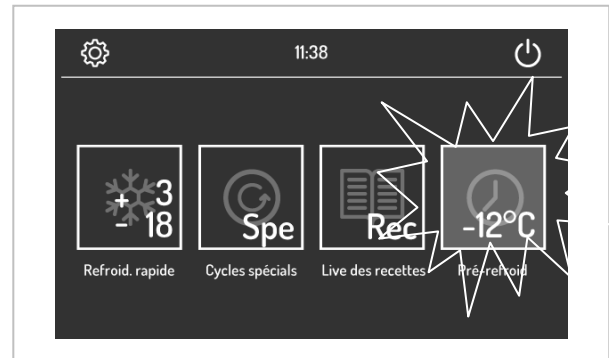 11:38
+ 3
- 18
Spe
Rec
-12°C
Refroid. rapide
Cycles spécials
Live des recettes
Pré-refroid